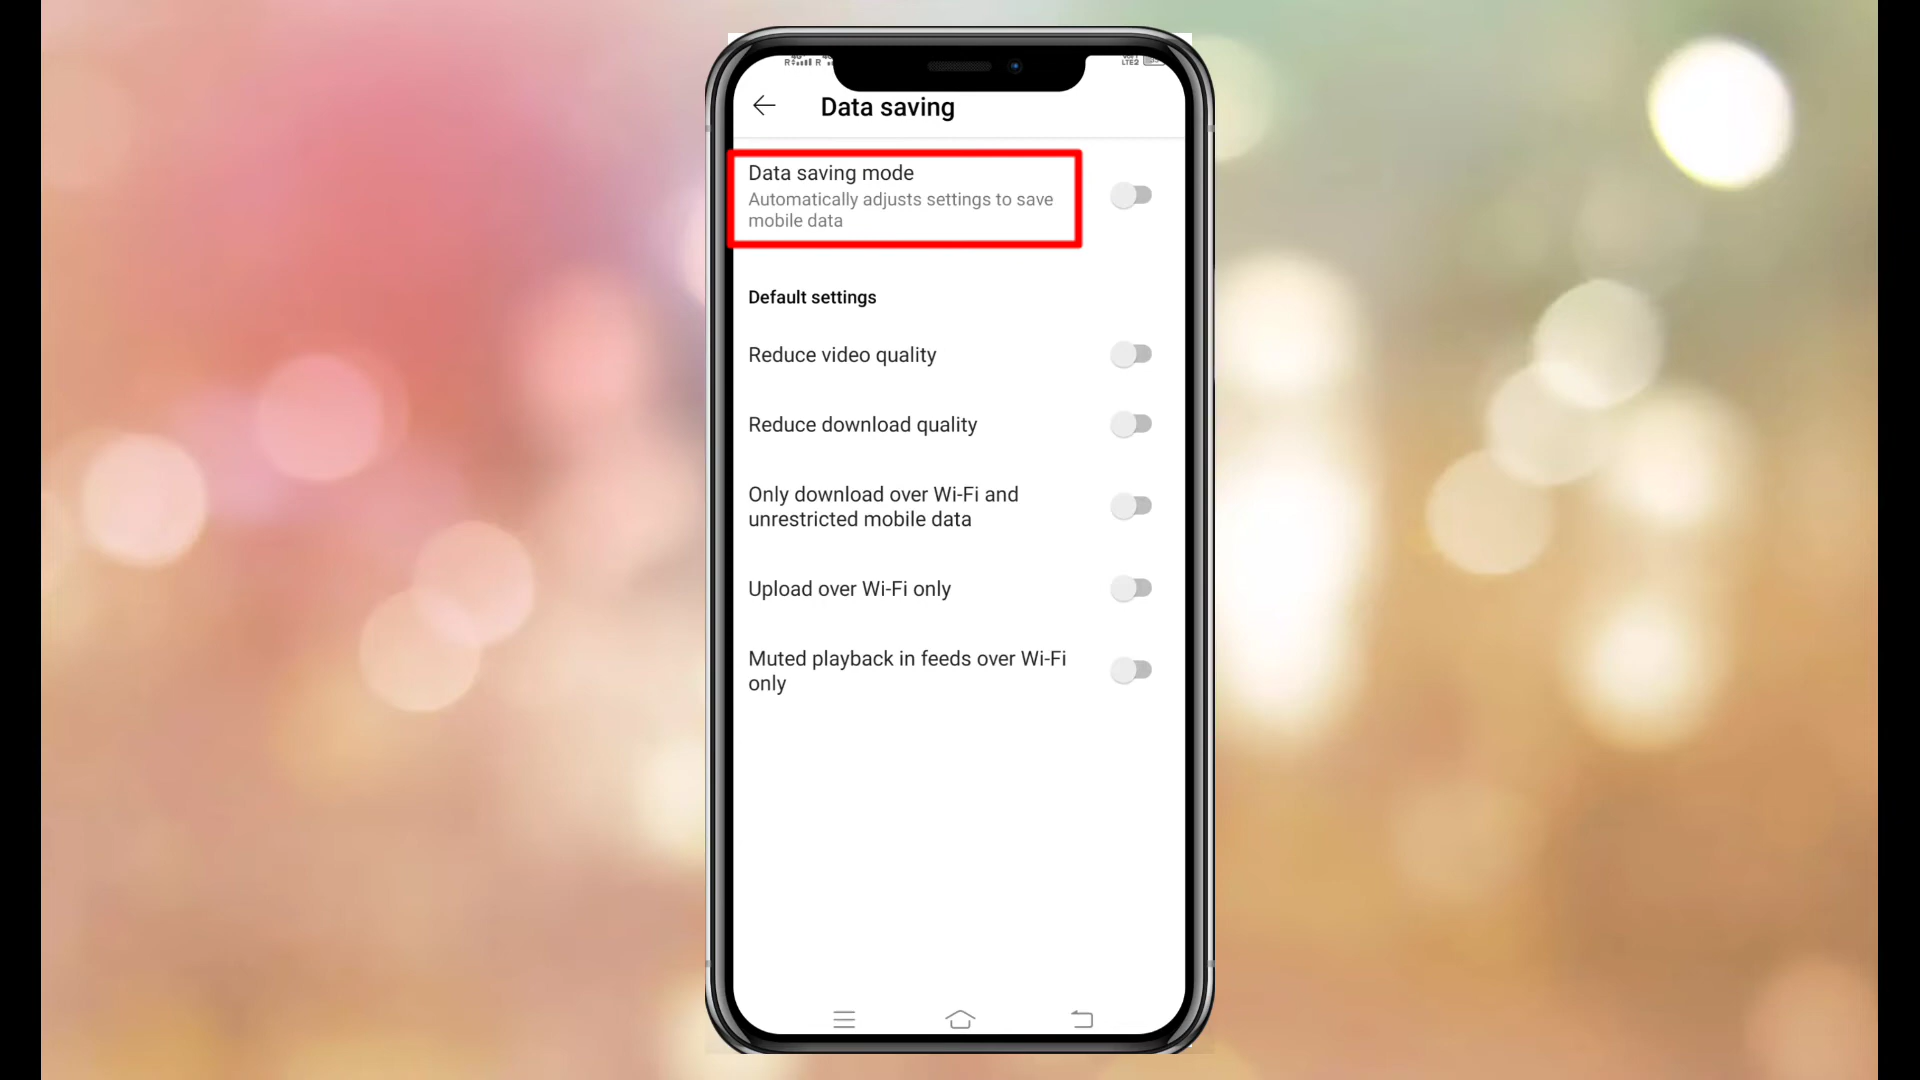 Data saving
Data saving mode
Automatically adjusts settings to save
mobile data
Default settings
Reduce video quality
Reduce download quality
Only download over Wi-Fi and
unrestricted mobile data
Upload over Wi-Fi only
Muted playback in feeds over Wi-Fi
only